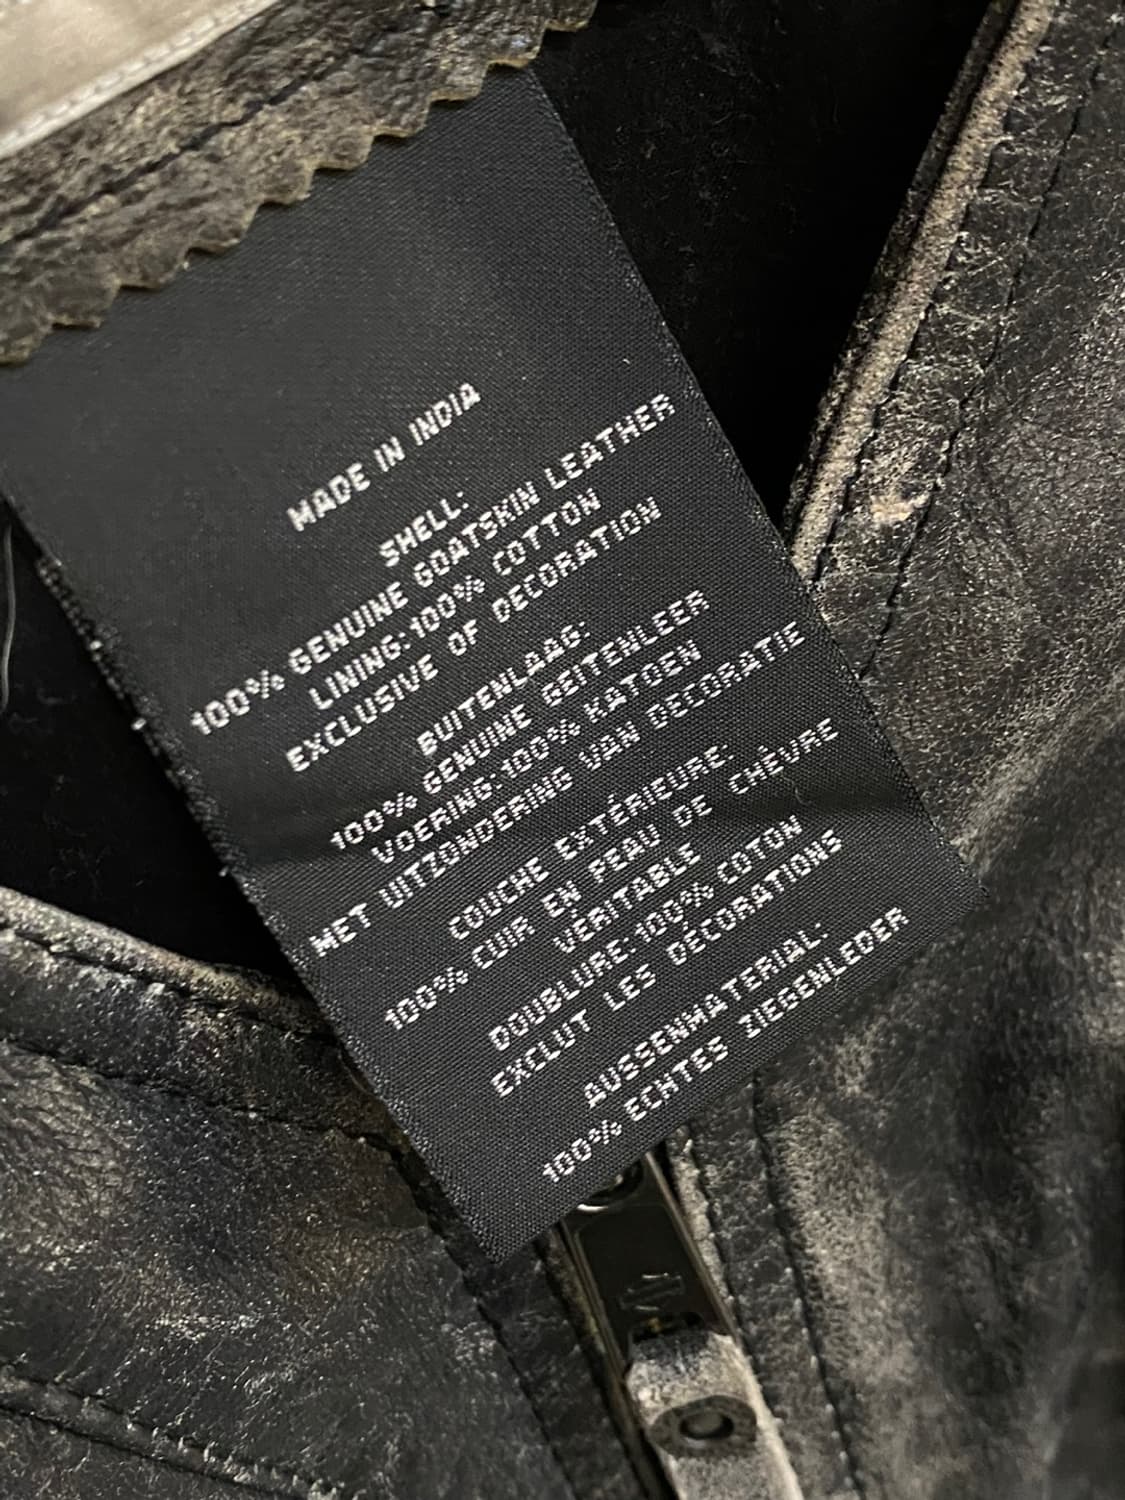 MADE IN INDIA
SHELL:
100% GENUINE GOATSKIN LEATHER
LINING:100% COTTON
EXCLUSIVE OF DECORATION
BUITENLAAG:
100% GENUINE GEITENLEER
VOERING:100% KATOEN
MET UITZONDERING VAN DECORATIE
COUCHE EXTÉRIEURE:
100% CUIR EN PEAU DE CHÈVRE
VÉRITABLE
DOUBLURE:100% COTON
EXCLUT LES DÉCORATIONS
AUSSENMATERIAL:
100% ECHTES ZIEGENLEDER